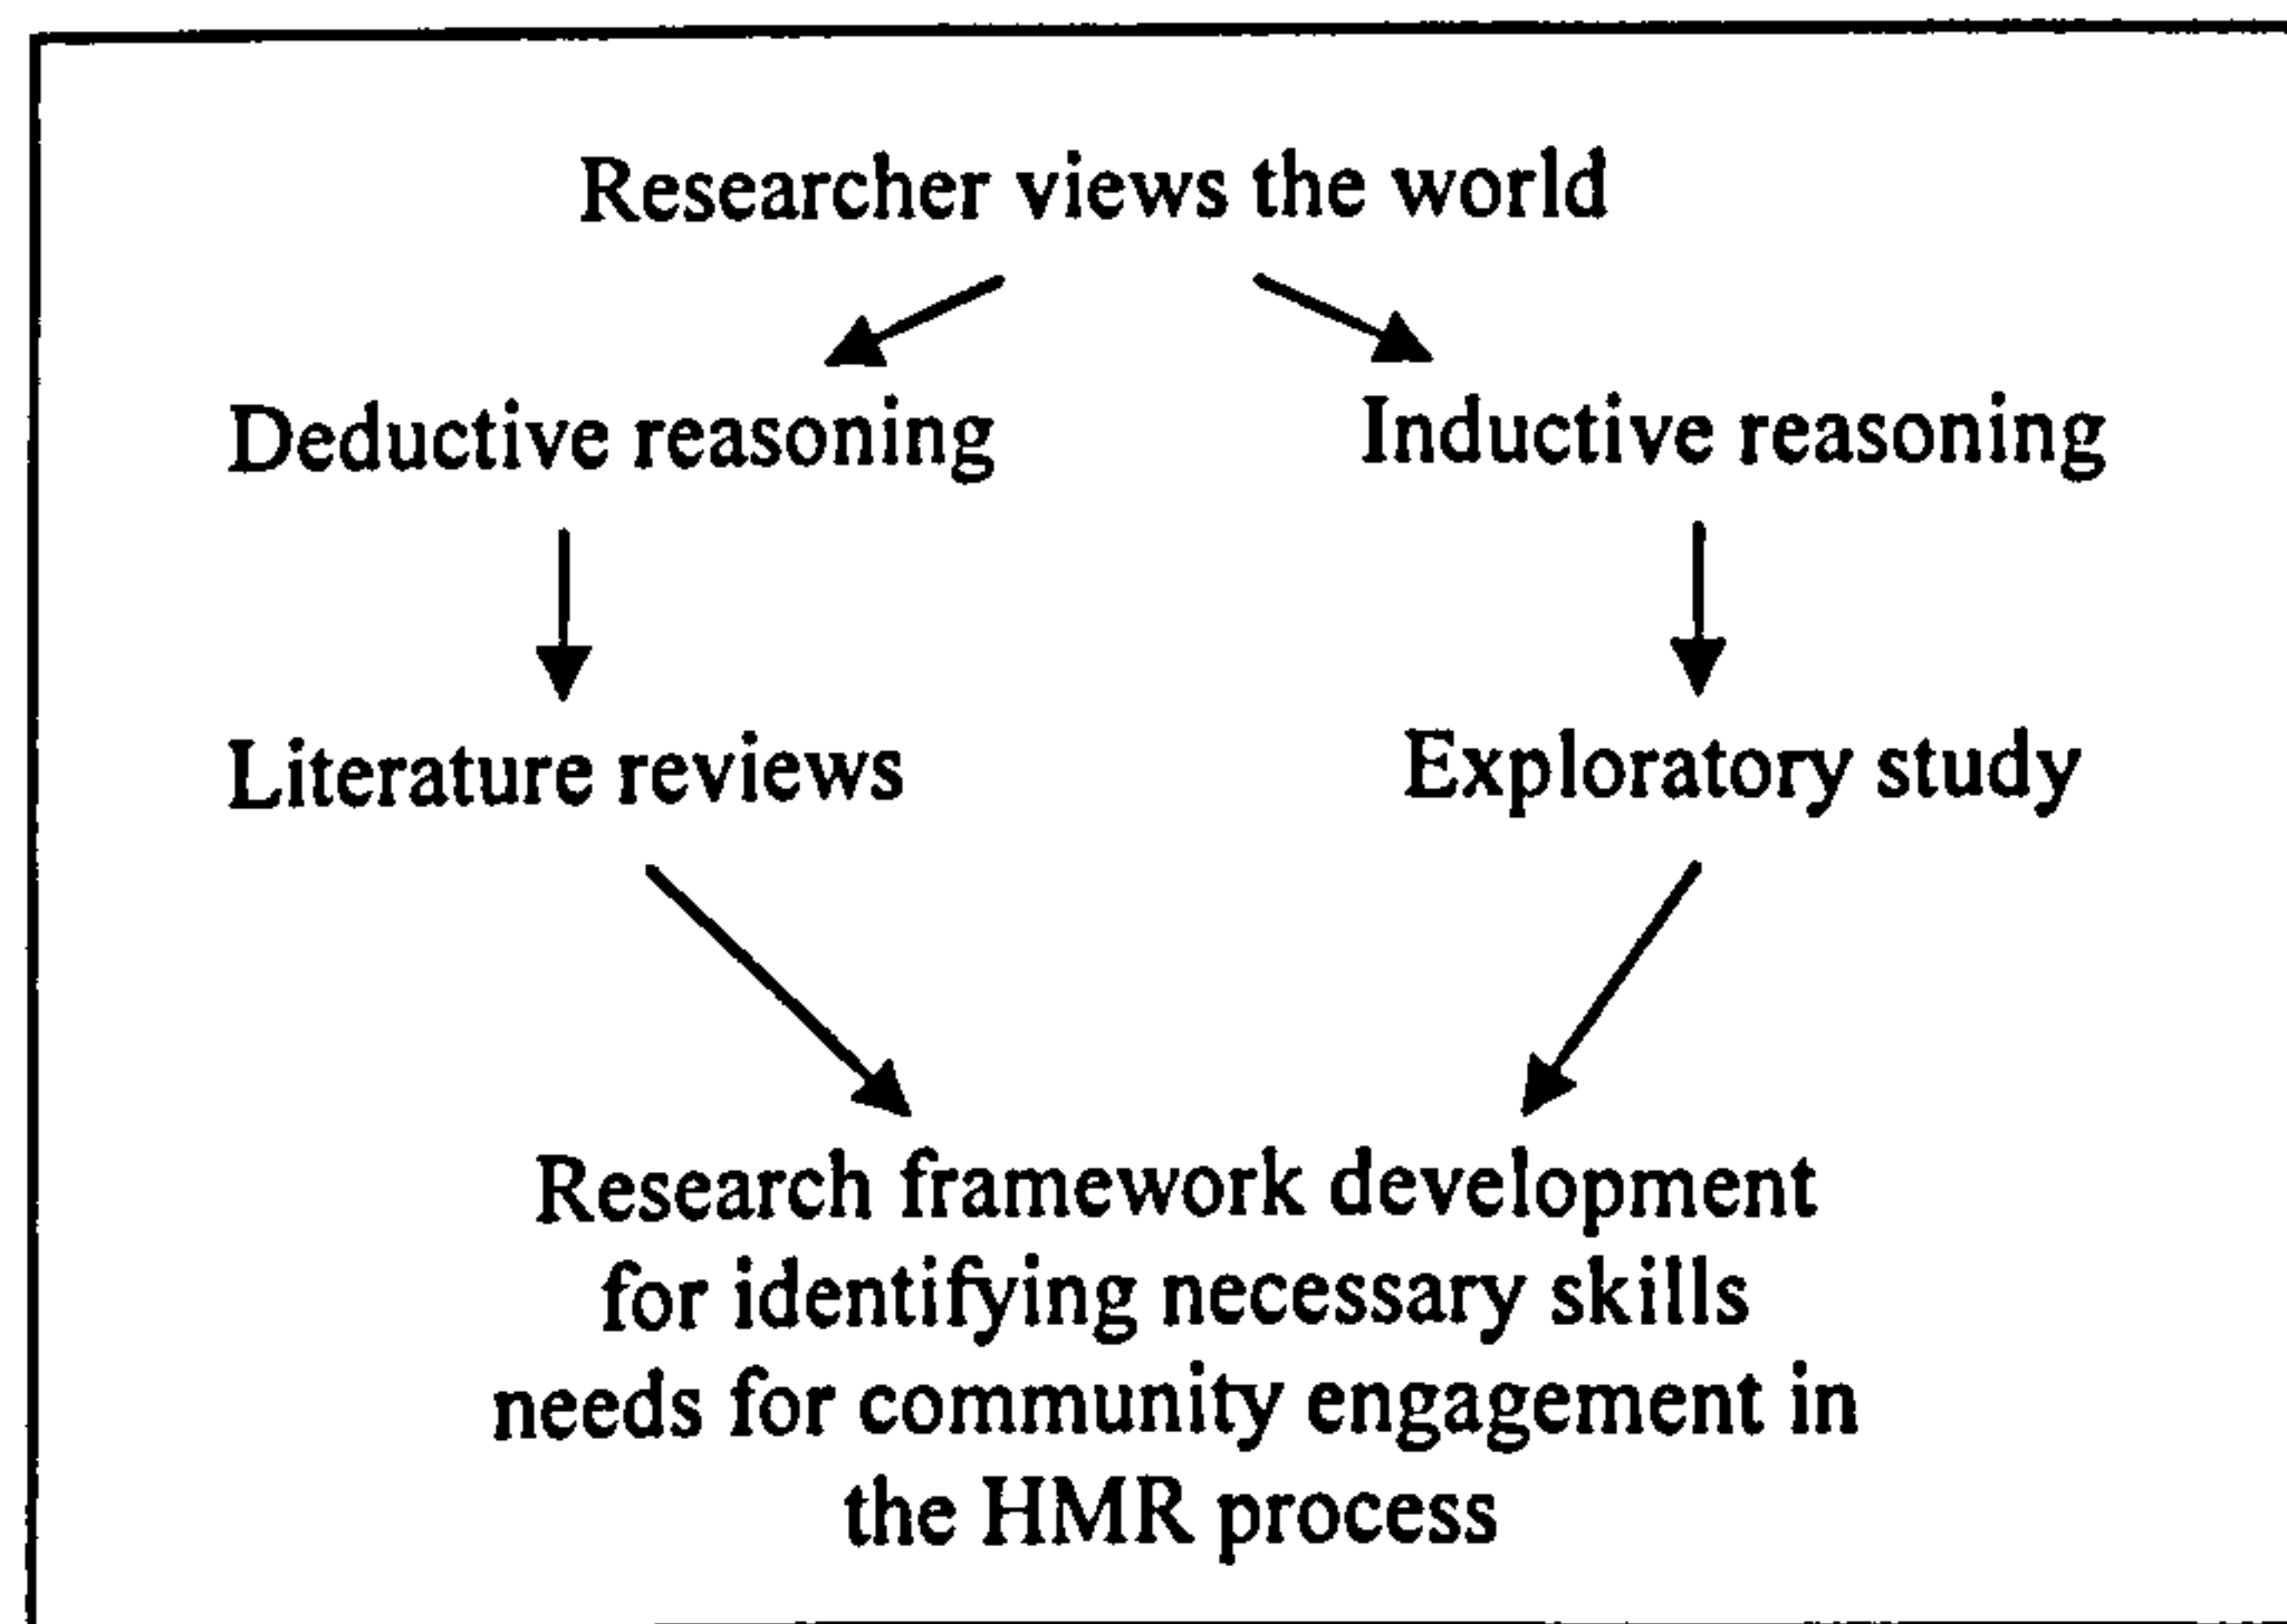 Researcher views the world
Deductive reasoning
Inductive reasoning
Literature reviews
Exploratory study
Research framework development
for identifying necessary skills
needs for community engagement in
the HMR process